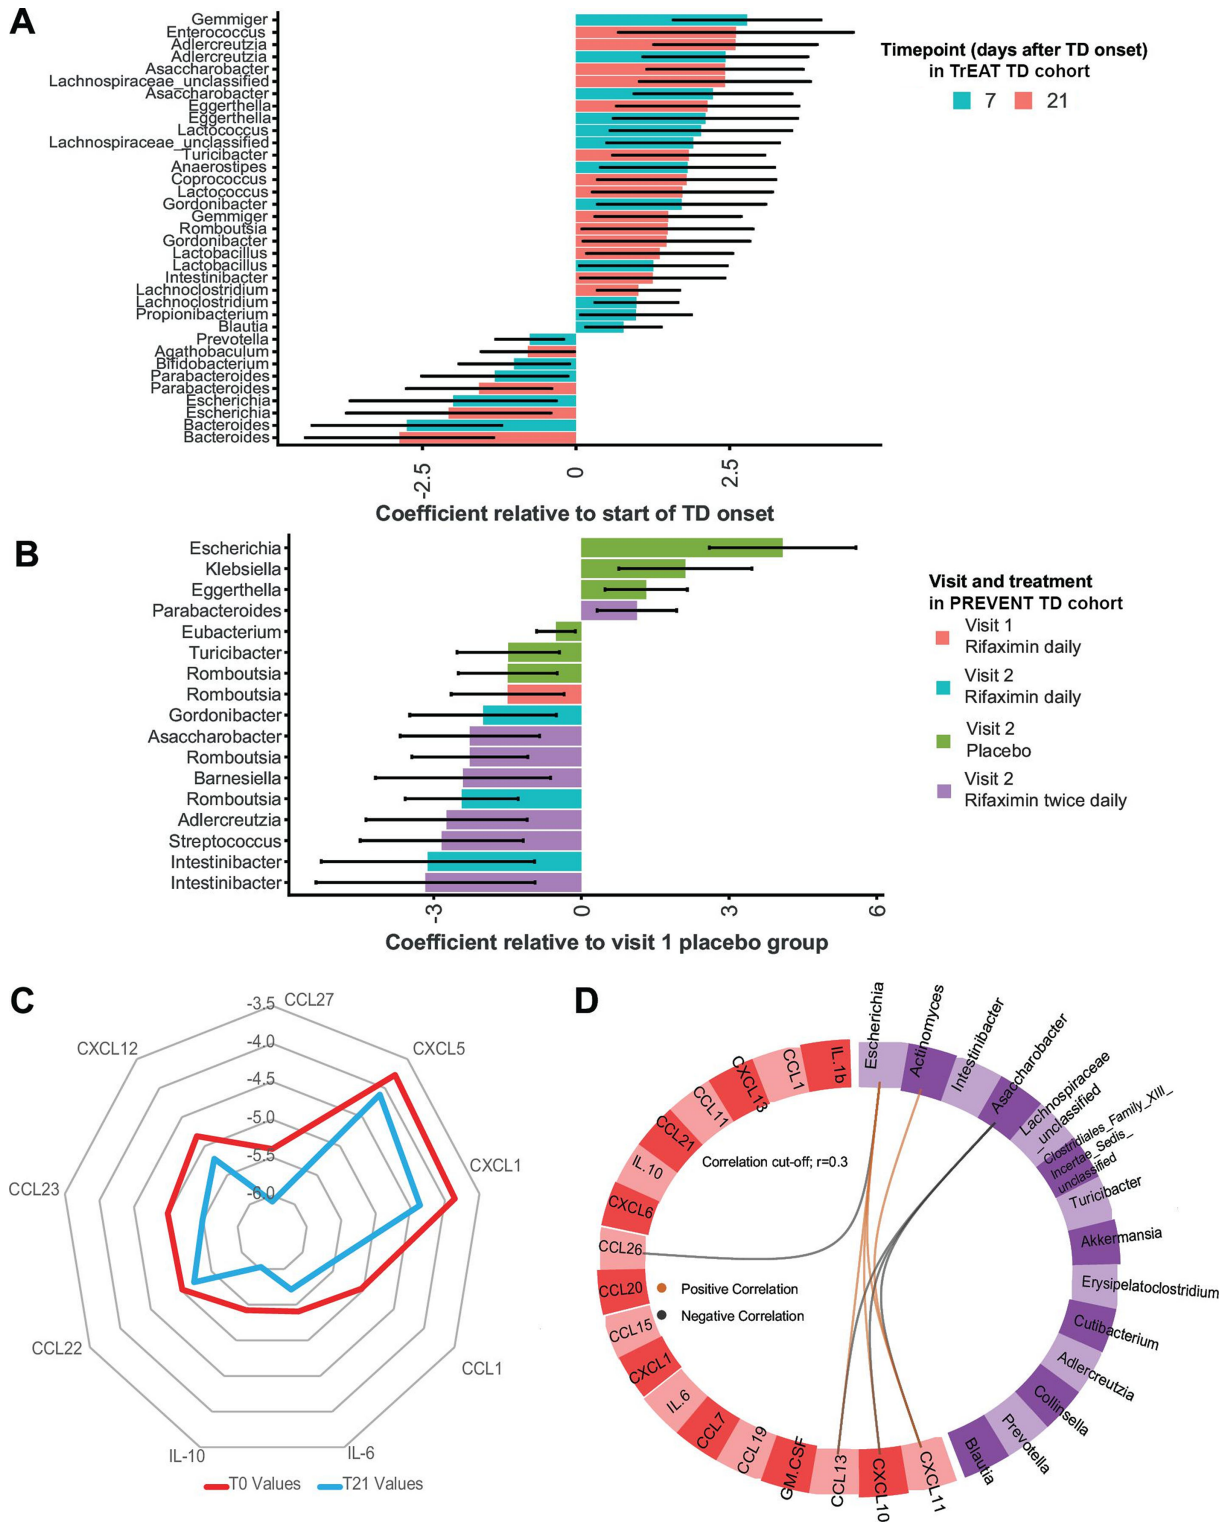 A
Gemmiger
Enterococcus
Adlercreutzia
Adlercreutzia
Asaccharobacter
Lachnospiraceae_unclassified
Asaccharobacter
Eggerthella
Eggerthella
Lactococcus
Lachnospiraceae_unclassified
Turicibacter
Anaerostipes
Coprococcus
Lactococcus
Gordonibacter
Gemmiger
Romboutsia
Gordonibacter
Lactobacillus
Lactobacillus
Intestinibacter
Lachnoclostridium
Lachnoclostridium
Propionibacterium
Blautia
Prevotella
Agathobaculum
Bifidobacterium
Parabacteroides
Parabacteroides
Escherichia
Escherichia
Bacteroides
Bacteroides
-2.5
0
2.5
Coefficient relative to start of TD onset
Timepoint (days after TD onset)
in TrEAT TD cohort
7
21
B
Escherichia
Klebsiella
Eggerthella
Parabacteroides
Eubacterium
Turicibacter
Romboutsia
Romboutsia
Gordonibacter
Asaccharobacter
Romboutsia
Barnesiella
Romboutsia
Adlercreutzia
Streptococcus
Intestinibacter
Intestinibacter
-3
0
3
6
Coefficient relative to visit 1 placebo group
Visit and treatment
in PREVENT TD cohort
Visit 1
Rifaximin daily
Visit 2
Rifaximin daily
Visit 2
Placebo
Visit 2
Rifaximin twice daily
C
-3.5
-4.0
-4.5
-5.0
-5.5
-6.0
CCL27
CXCL5
CXCL1
CCL1
IL-6
IL-10
CCL22
CCL23
CXCL12
T0 Values
T21 Values
D
Escherichia
Actinomyces
Intestinibacter
Asaccharobacter
Lachnospiraceae
_unclassified
_Clostridiales_Family_XIII_
Incertae_Sedis_
unclassified
Turicibacter
Akkermansia
Erysipelatoclostridium
Cutibacterium
Adlercreutzia
Collinsella
Prevotella
Blautia
CXCL11
CXCL10
CCL13
GM.CSF
CCL19
CCL7
IL.6
CXCL1
CCL15
CCL20
CCL26
CXCL6
IL.10
CCL21
CCL11
CXCL13
CCL1
IL.1b
Correlation cut-off; r=0.3
Positive Correlation
Negative Correlation